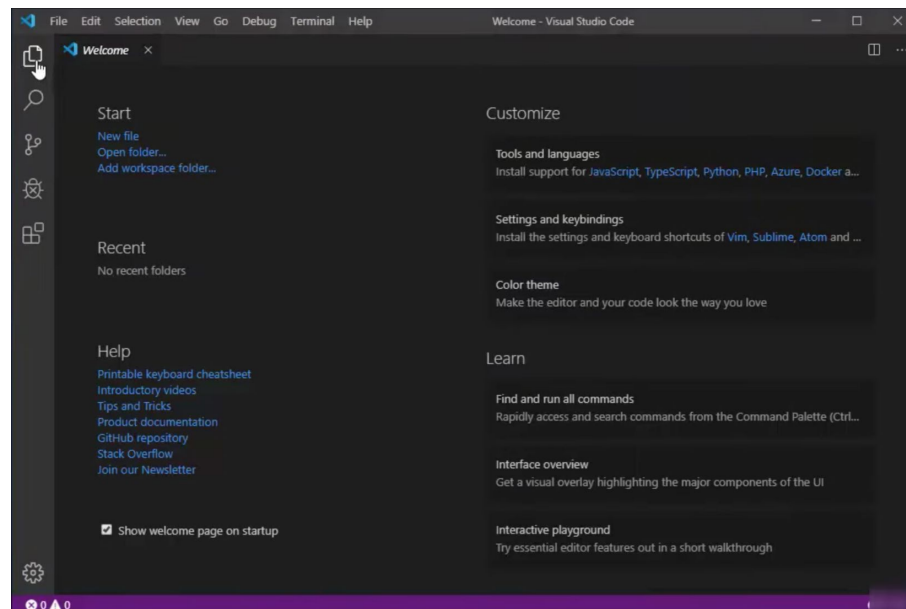 File Edit Selection View Go Debug Terminal Help
Welcome - Visual Studio Code
Welcome
Start
New file
Open folder...
Add workspace folder...
Recent
No recent folders
Help
Printable keyboard cheatsheet
Introductory videos
Tips and Tricks
Product documentation
GitHub repository
Stack Overflow
Join our Newsletter
Show welcome page on startup
Customize
Tools and languages
Install support for JavaScript, TypeScript, Python, PHP, Azure, Docker a...
Settings and keybindings
Install the settings and keyboard shortcuts of Vim, Sublime, Atom and ...
Color theme
Make the editor and your code look the way you love
Learn
Find and run all commands
Rapidly access and search commands from the Command Palette (Ctrl...
Interface overview
Get a visual overlay highlighting the major components of the UI
Interactive playground
Try essential editor features out in a short walkthrough
0 0